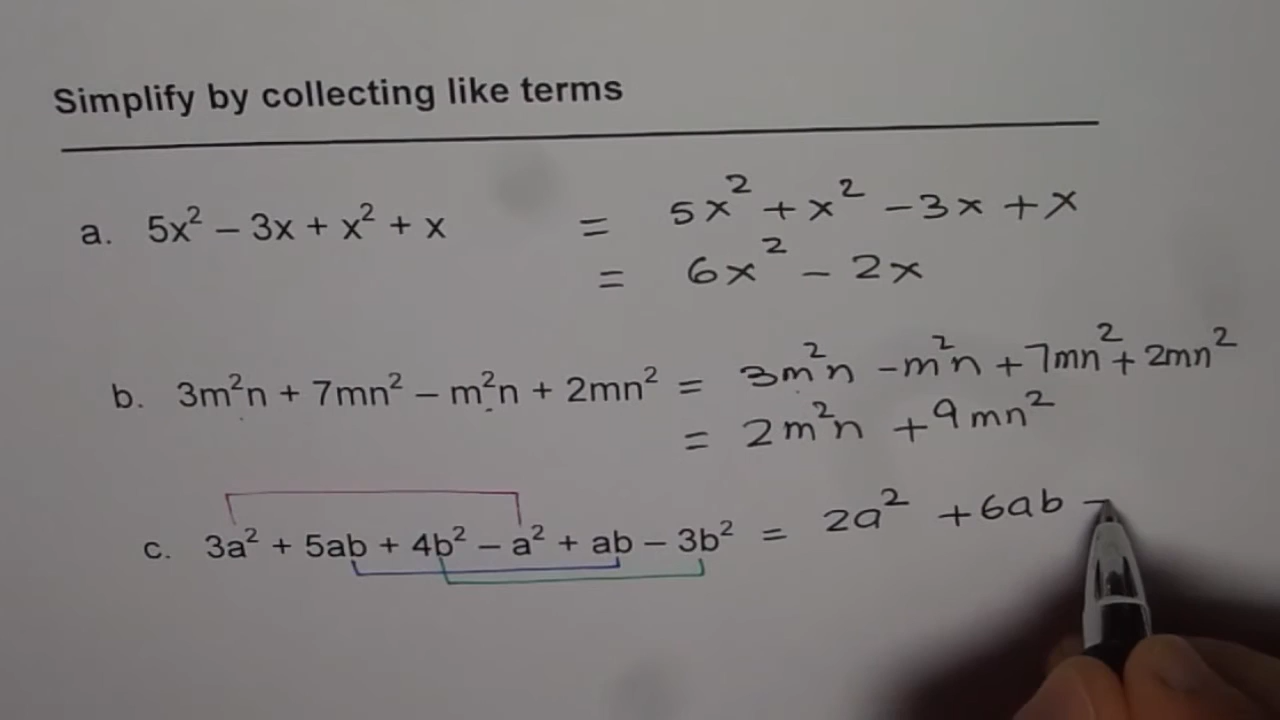 Simplify by collecting like terms
a. 5x² – 3x + x² + x = 5x² + x² – 3x + x
= 6x² – 2x
b. 3m²n + 7mn² – m²n + 2mn² = 3m²n – m²n + 7mn² + 2mn²
= 2m²n + 9mn²
c. 3a² + 5ab + 4b² – a² + ab – 3b² = 2a² + 6ab –